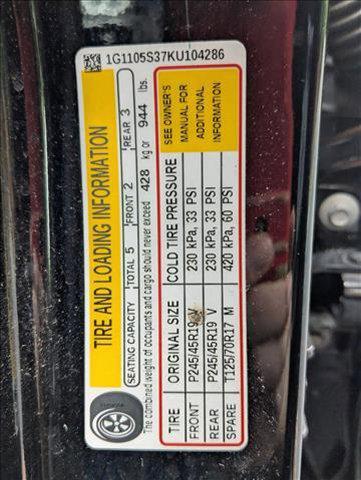 1G1105S37KU104286
TIRE AND LOADING INFORMATION
SEATING CAPACITY TOTAL 5 FRONT 2 REAR 3
The combined weight of occupants and cargo should never exceed 428 kg or 944 lbs.
TIRE ORIGINAL SIZE COLD TIRE PRESSURE
FRONT P245/45R19 V 230 kPa, 33 PSI
REAR P245/45R19 V 230 kPa, 33 PSI
SPARE T125/70R17 M 420 kPa, 60 PSI
SEE OWNER'S
MANUAL FOR
ADDITIONAL
INFORMATION